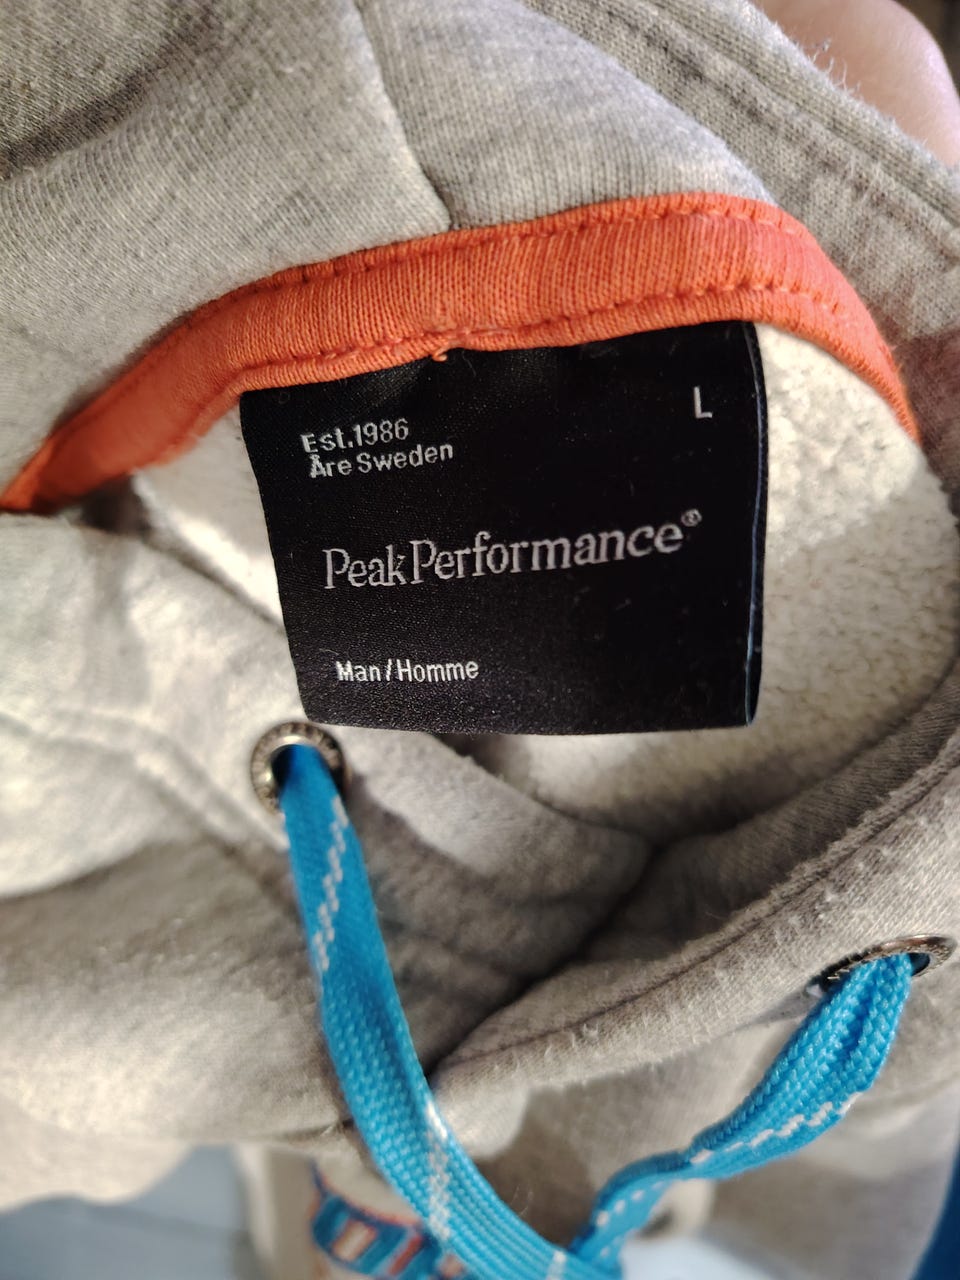 L
Est.1986
Åre Sweden
PeakPerformance®
Man/Homme